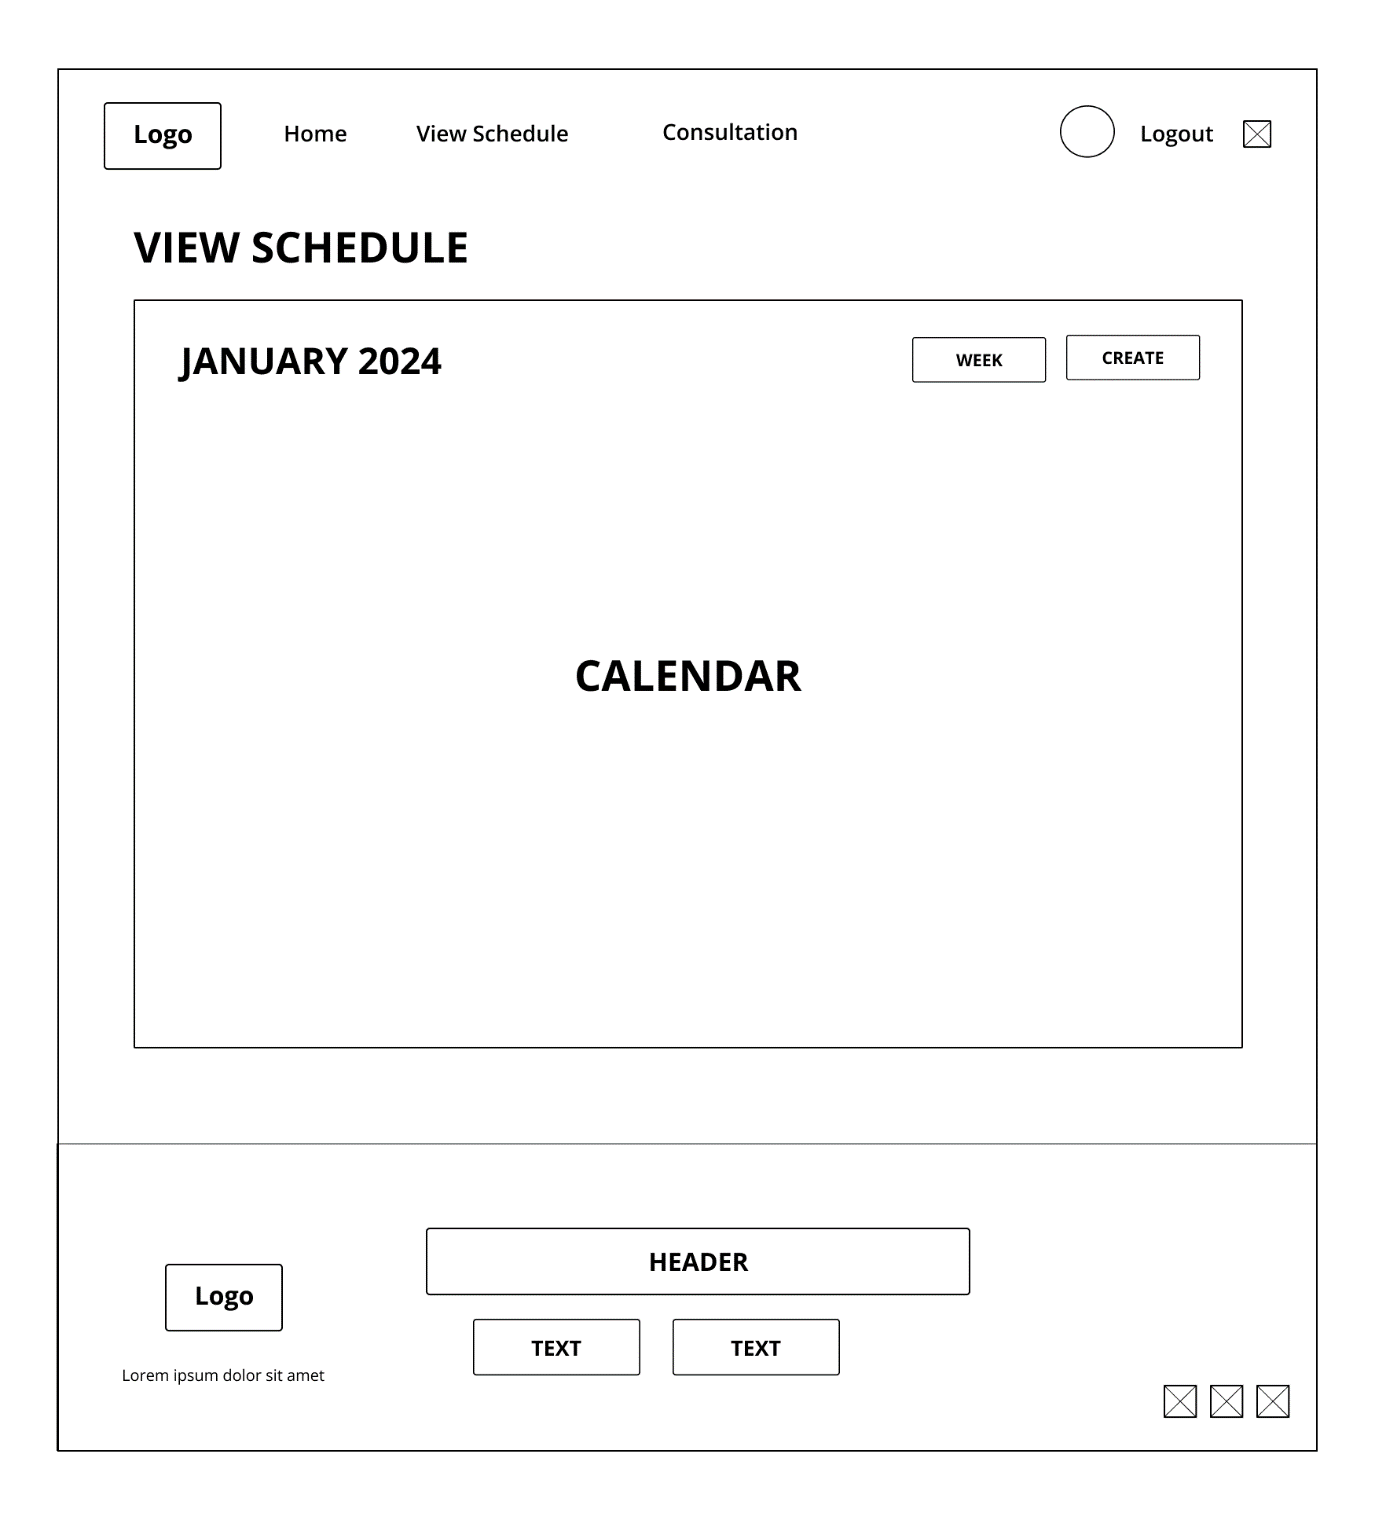 Logo
Home
View Schedule
Consultation
Logout
VIEW SCHEDULE
JANUARY 2024
WEEK
CREATE
CALENDAR
HEADER
Logo
TEXT
TEXT
Lorem ipsum dolor sit amet